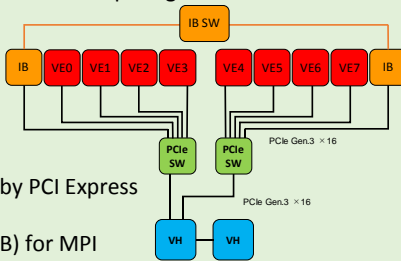 IB SW
IB VE0 VE1 VE2 VE3 VE4 VE5 VE6 VE7 IB
PCIe SW
PCIe SW
PCIe Gen.3 ×16
by PCI Express
PCIe Gen.3 ×16
B) for MPI
VH VH